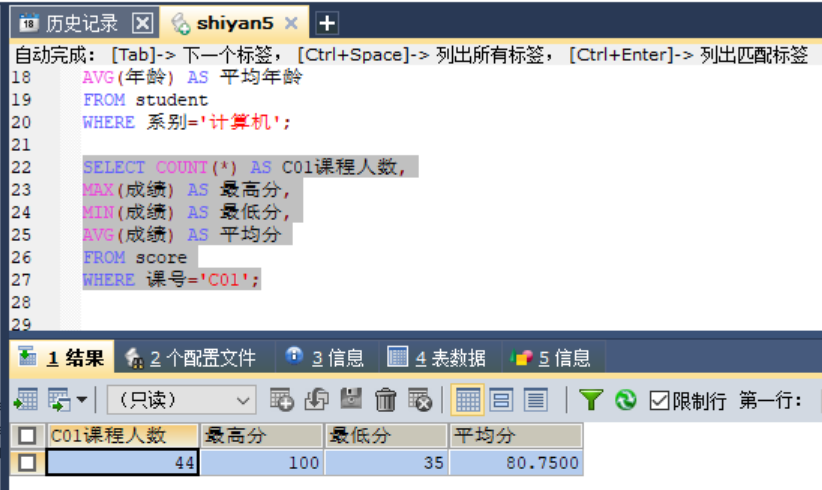 18 历史记录 shiyan5
自动完成： [Tab]-> 下一个标签， [Ctrl+Space]-> 列出所有标签， [Ctrl+Enter]-> 列出匹配标签
18 AVG(年龄) AS 平均年龄
19 FROM student
20 WHERE 系别='计算机';
21
22 SELECT COUNT(*) AS C01课程人数,
23 MAX(成绩) AS 最高分,
24 MIN(成绩) AS 最低分,
25 AVG(成绩) AS 平均分
26 FROM score
27 WHERE 课号='C01';
28
29
1 结果 2 个配置文件 3 信息 4 表数据 5 信息
（只读） 限制行 第一行：
C01课程人数 最高分 最低分 平均分
44 100 35 80.7500